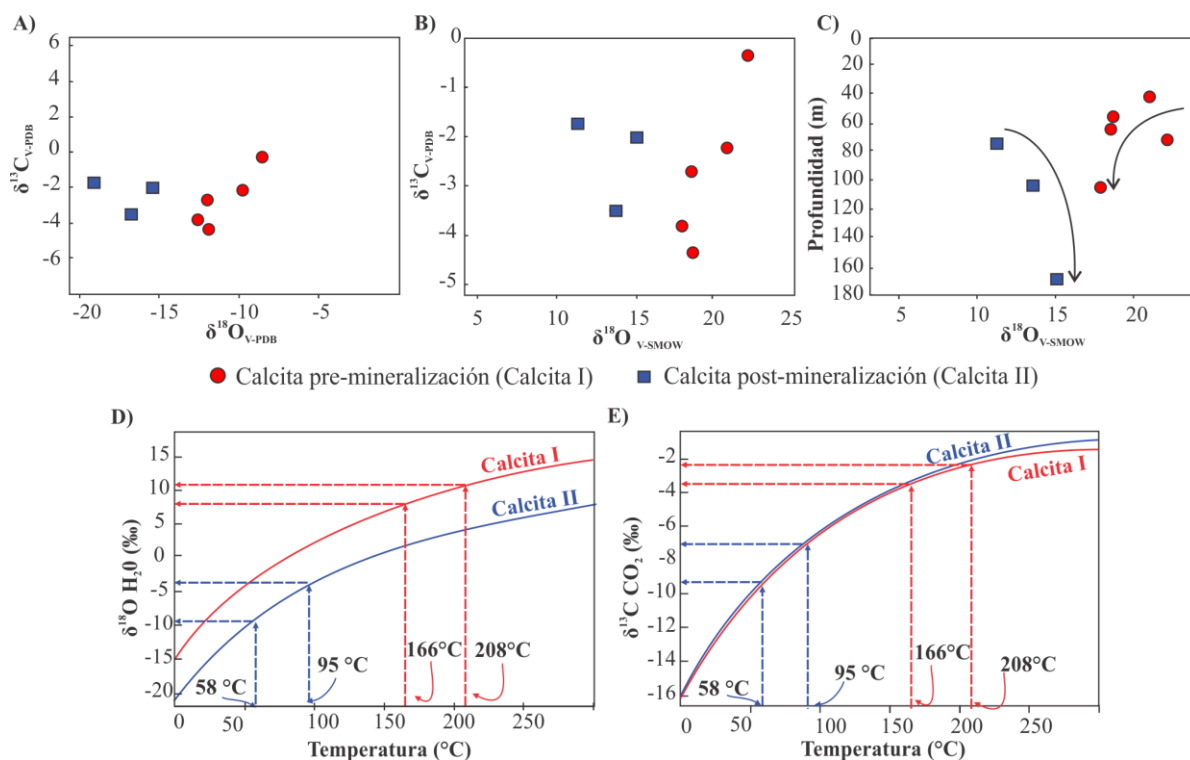 A)
6
4
2
0
-2
-4
-6
δ¹³C V-PDB
-20
-15
-10
-5
δ¹⁸O V-PDB
B)
0
-1
-2
-3
-4
-5
δ¹³C V-PDB
5
10
15
20
25
δ¹⁸O V-SMOW
C)
0
20
40
60
80
100
120
140
160
180
Profundidad (m)
5
10
15
20
δ¹⁸O V-SMOW
Calcita pre-mineralización (Calcita I)
Calcita post-mineralización (Calcita II)
D)
15
10
5
0
-5
-10
-15
-20
δ¹⁸O H₂0 (‰)
Calcita I
Calcita II
58 °C
95 °C
166°C
208°C
0
50
100
150
200
250
Temperatura (°C)
E)
-2
-4
-6
-8
-10
-12
-14
-16
δ¹³C CO₂ (‰)
Calcita II
Calcita I
58 °C
95 °C
166°C
208°C
0
50
100
150
200
250
Temperatura (°C)